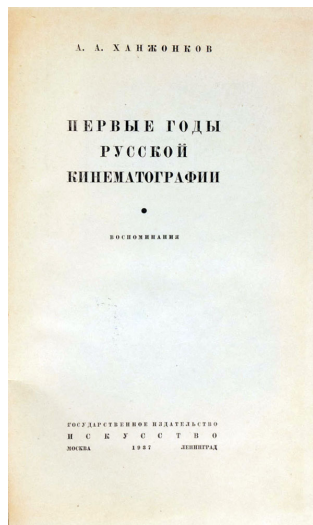 А. А. ХАНЖОНКОВ
ПЕРВЫЕ ГОДЫ
РУССКОЙ
КИНЕМАТОГРАФИИ
ВОСПОМИНАНИЯ
ГОСУДАРСТВЕННОЕ ИЗДАТЕЛЬСТВО
ИСКУССТВО
МОСКВА 1937 ЛЕНИНГРАД